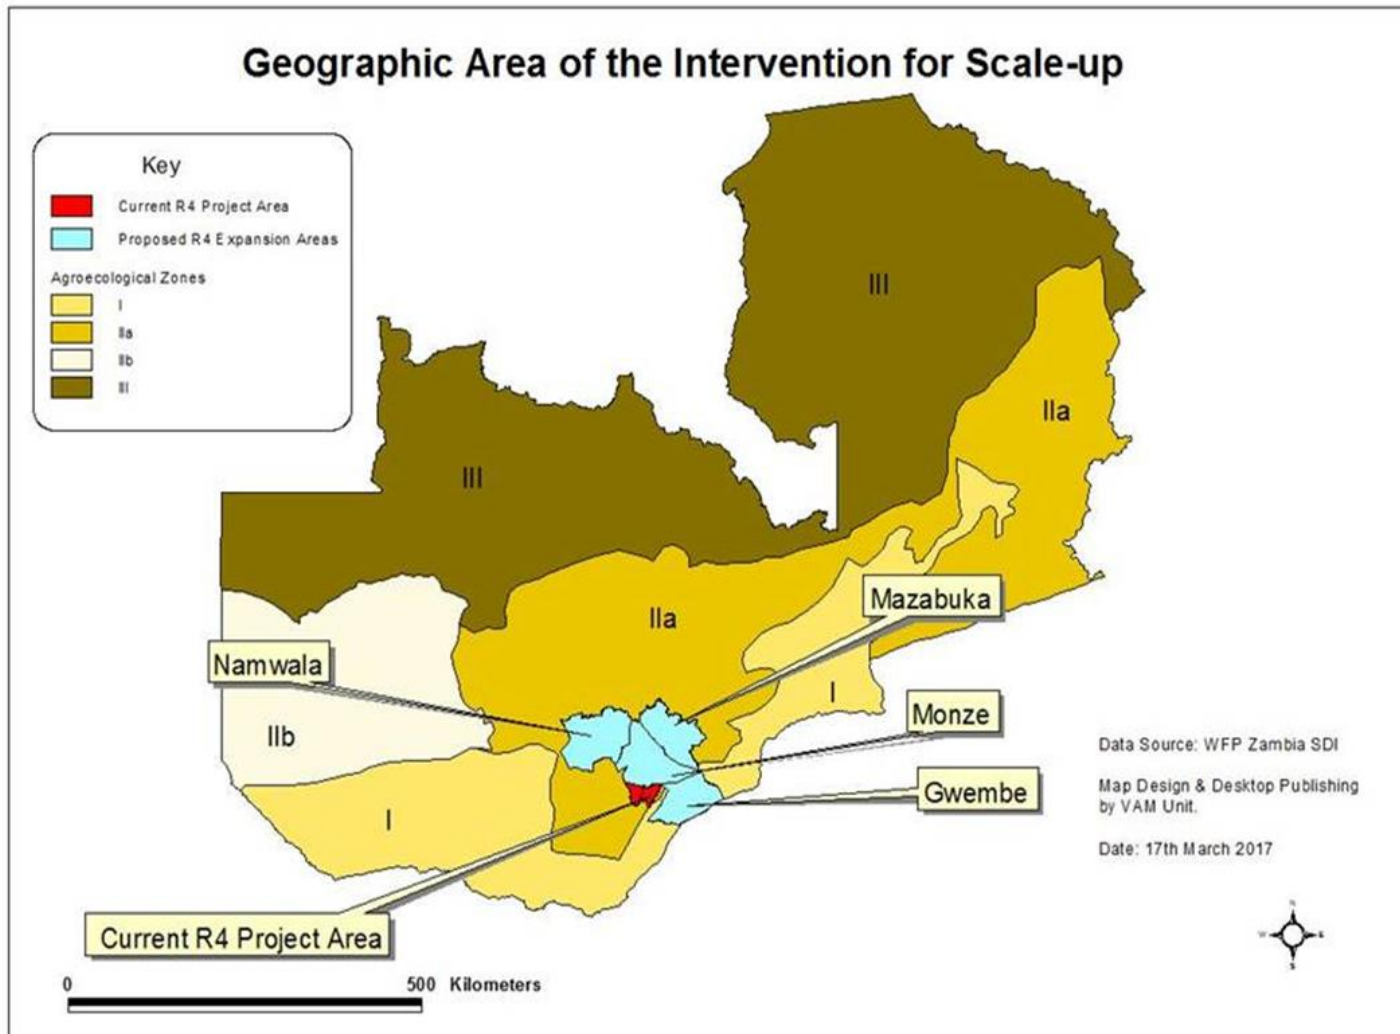 Geographic Area of the Intervention for Scale-up
Key
Current R4 Project Area
Proposed R4 Expansion Areas
Agroecological Zones
I
IIa
IIb
III
III
IIa
III
IIa
Mazabuka
Namwala
I
Monze
IIb
Gwembe
I
Current R4 Project Area
Data Source: WFP Zambia SDI
Map Design & Desktop Publishing
by VAM Unit.
Date: 17th March 2017
N
W
E
S
0 500 Kilometers